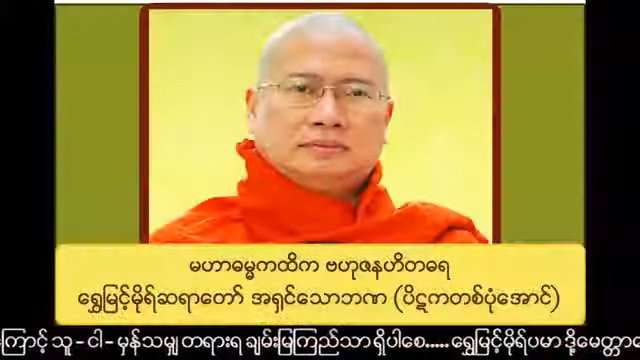 မဟာဓမ္မကထိက ဗဟုဇနဟိတဓရ
ရွှေမြင့်မိုရ်ဆရာတော် အရှင်သောဘဏ (ပိဋကတစ်ပုံအောင်)
ကြောင့် သူ - ငါ - မှန်သမျှ တရားရ ချမ်းမြကြည်သာ ရှိပါစေ..... ရွှေမြင့်မိုရ်ပမာ ဒို့မေတ္တာ